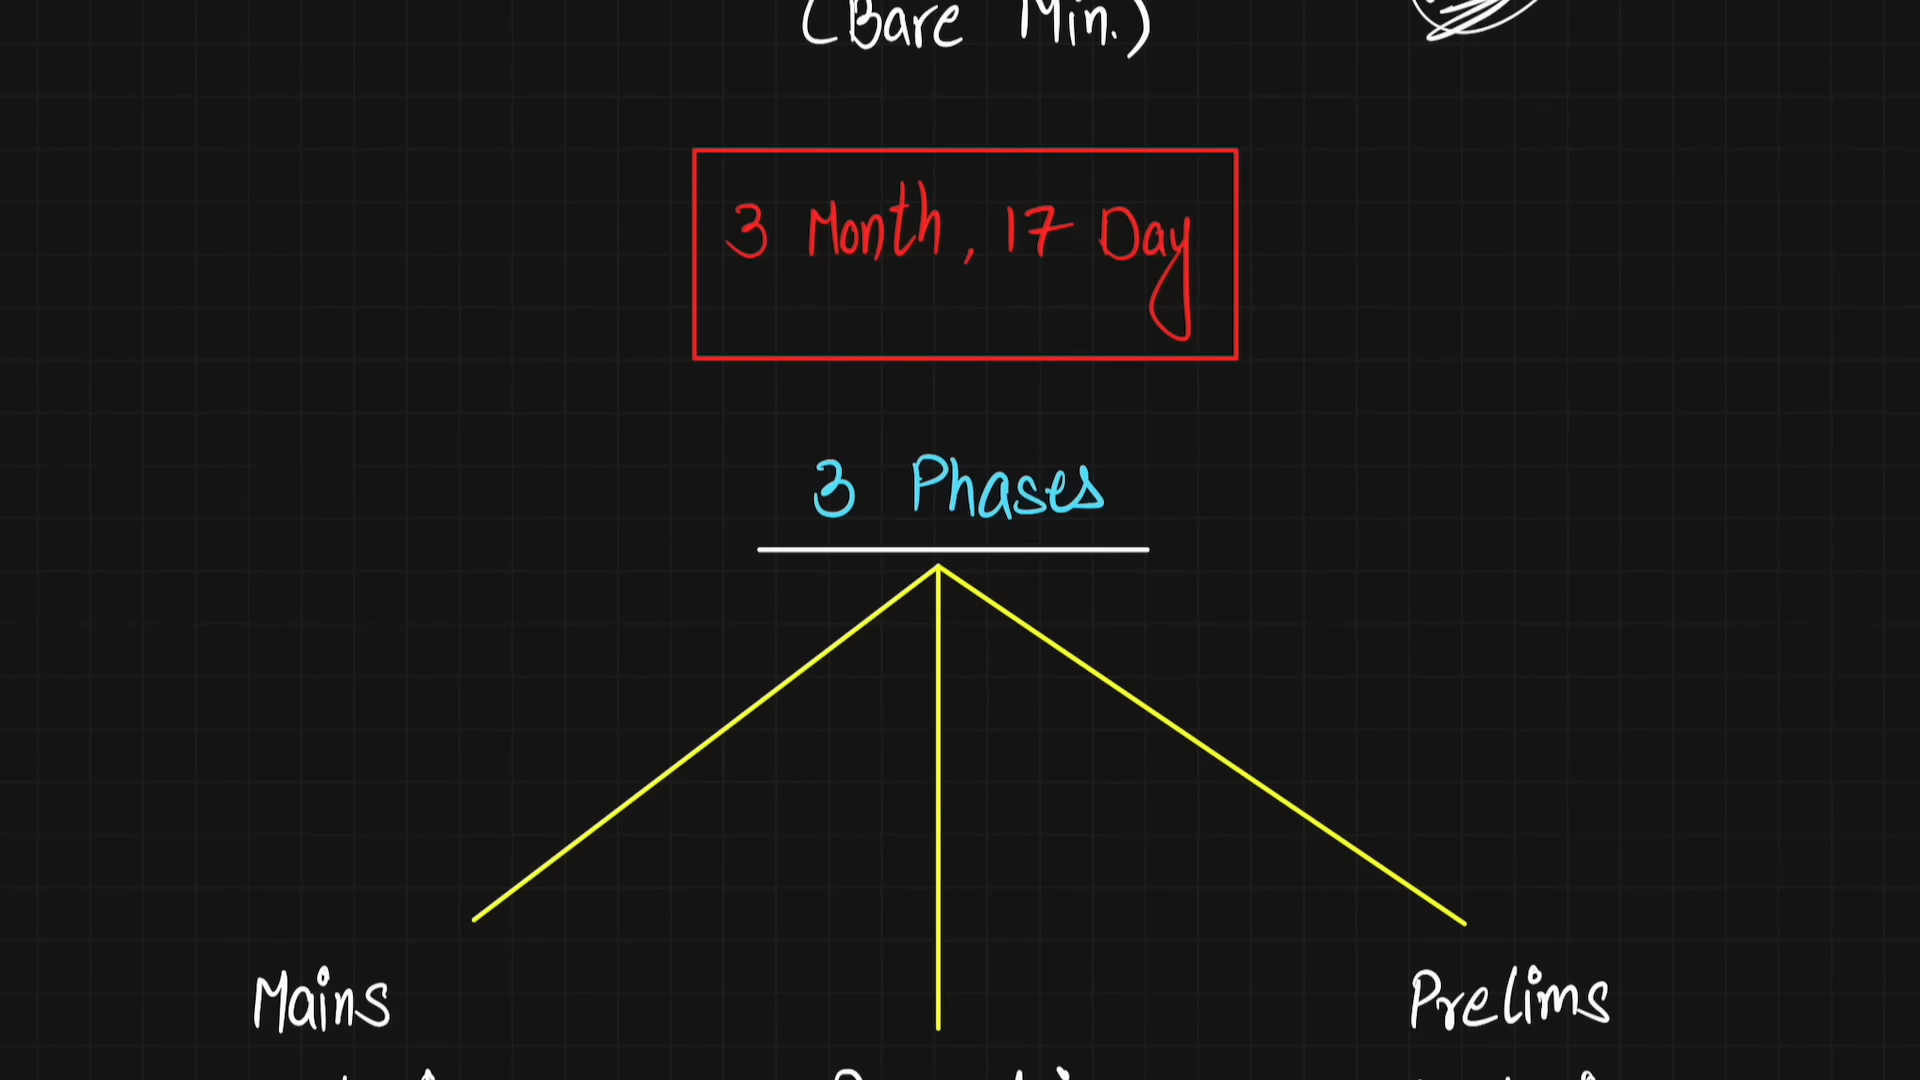 (Bare Min.)
3 Month, 17 Day
3 Phases
Mains
Prelims